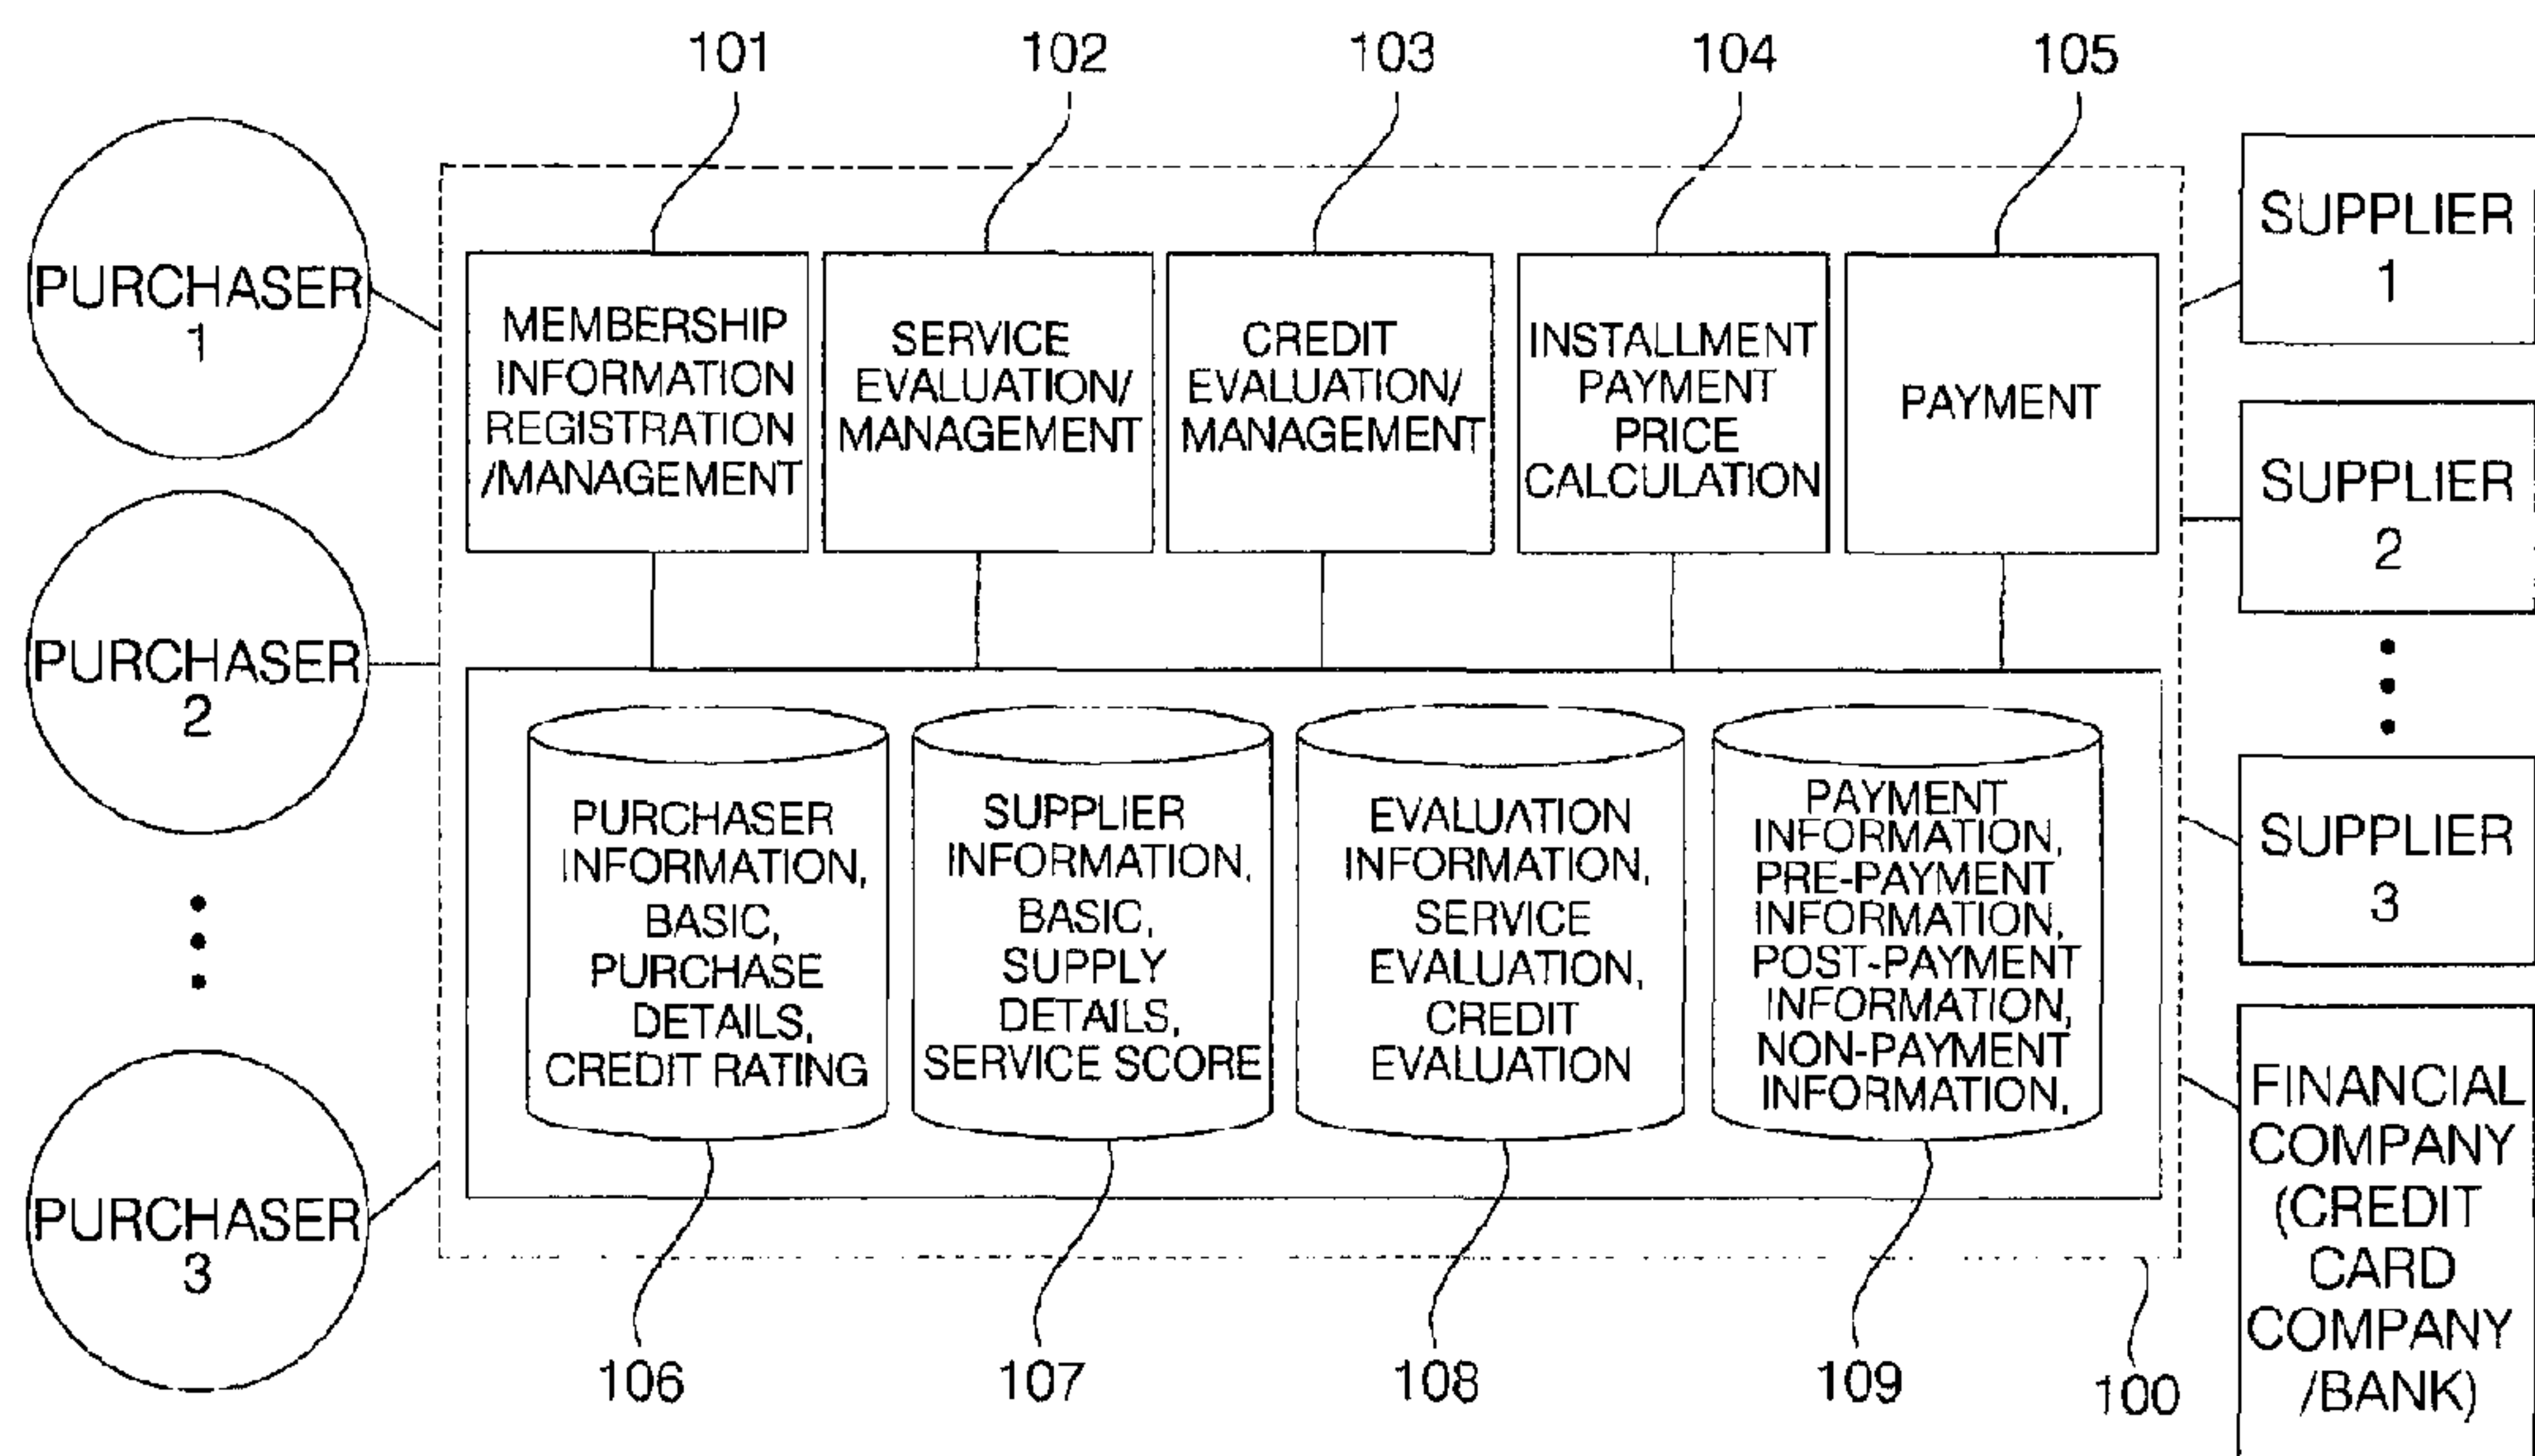 101
102
103
104
105
PURCHASER
1
PURCHASER
2
PURCHASER
3
MEMBERSHIP
INFORMATION
REGISTRATION
/MANAGEMENT
SERVICE
EVALUATION/
MANAGEMENT
CREDIT
EVALUATION/
MANAGEMENT
INSTALLMENT
PAYMENT
PRICE
CALCULATION
PAYMENT
PURCHASER
INFORMATION,
BASIC,
PURCHASE
DETAILS,
CREDIT RATING
SUPPLIER
INFORMATION,
BASIC,
SUPPLY
DETAILS,
SERVICE SCORE
EVALUATION
INFORMATION,
SERVICE
EVALUATION,
CREDIT
EVALUATION
PAYMENT
INFORMATION,
PRE-PAYMENT
INFORMATION,
POST-PAYMENT
INFORMATION,
NON-PAYMENT
INFORMATION,
SUPPLIER
1
SUPPLIER
2
SUPPLIER
3
FINANCIAL
COMPANY
(CREDIT
CARD
COMPANY
/BANK)
106
107
108
109
100